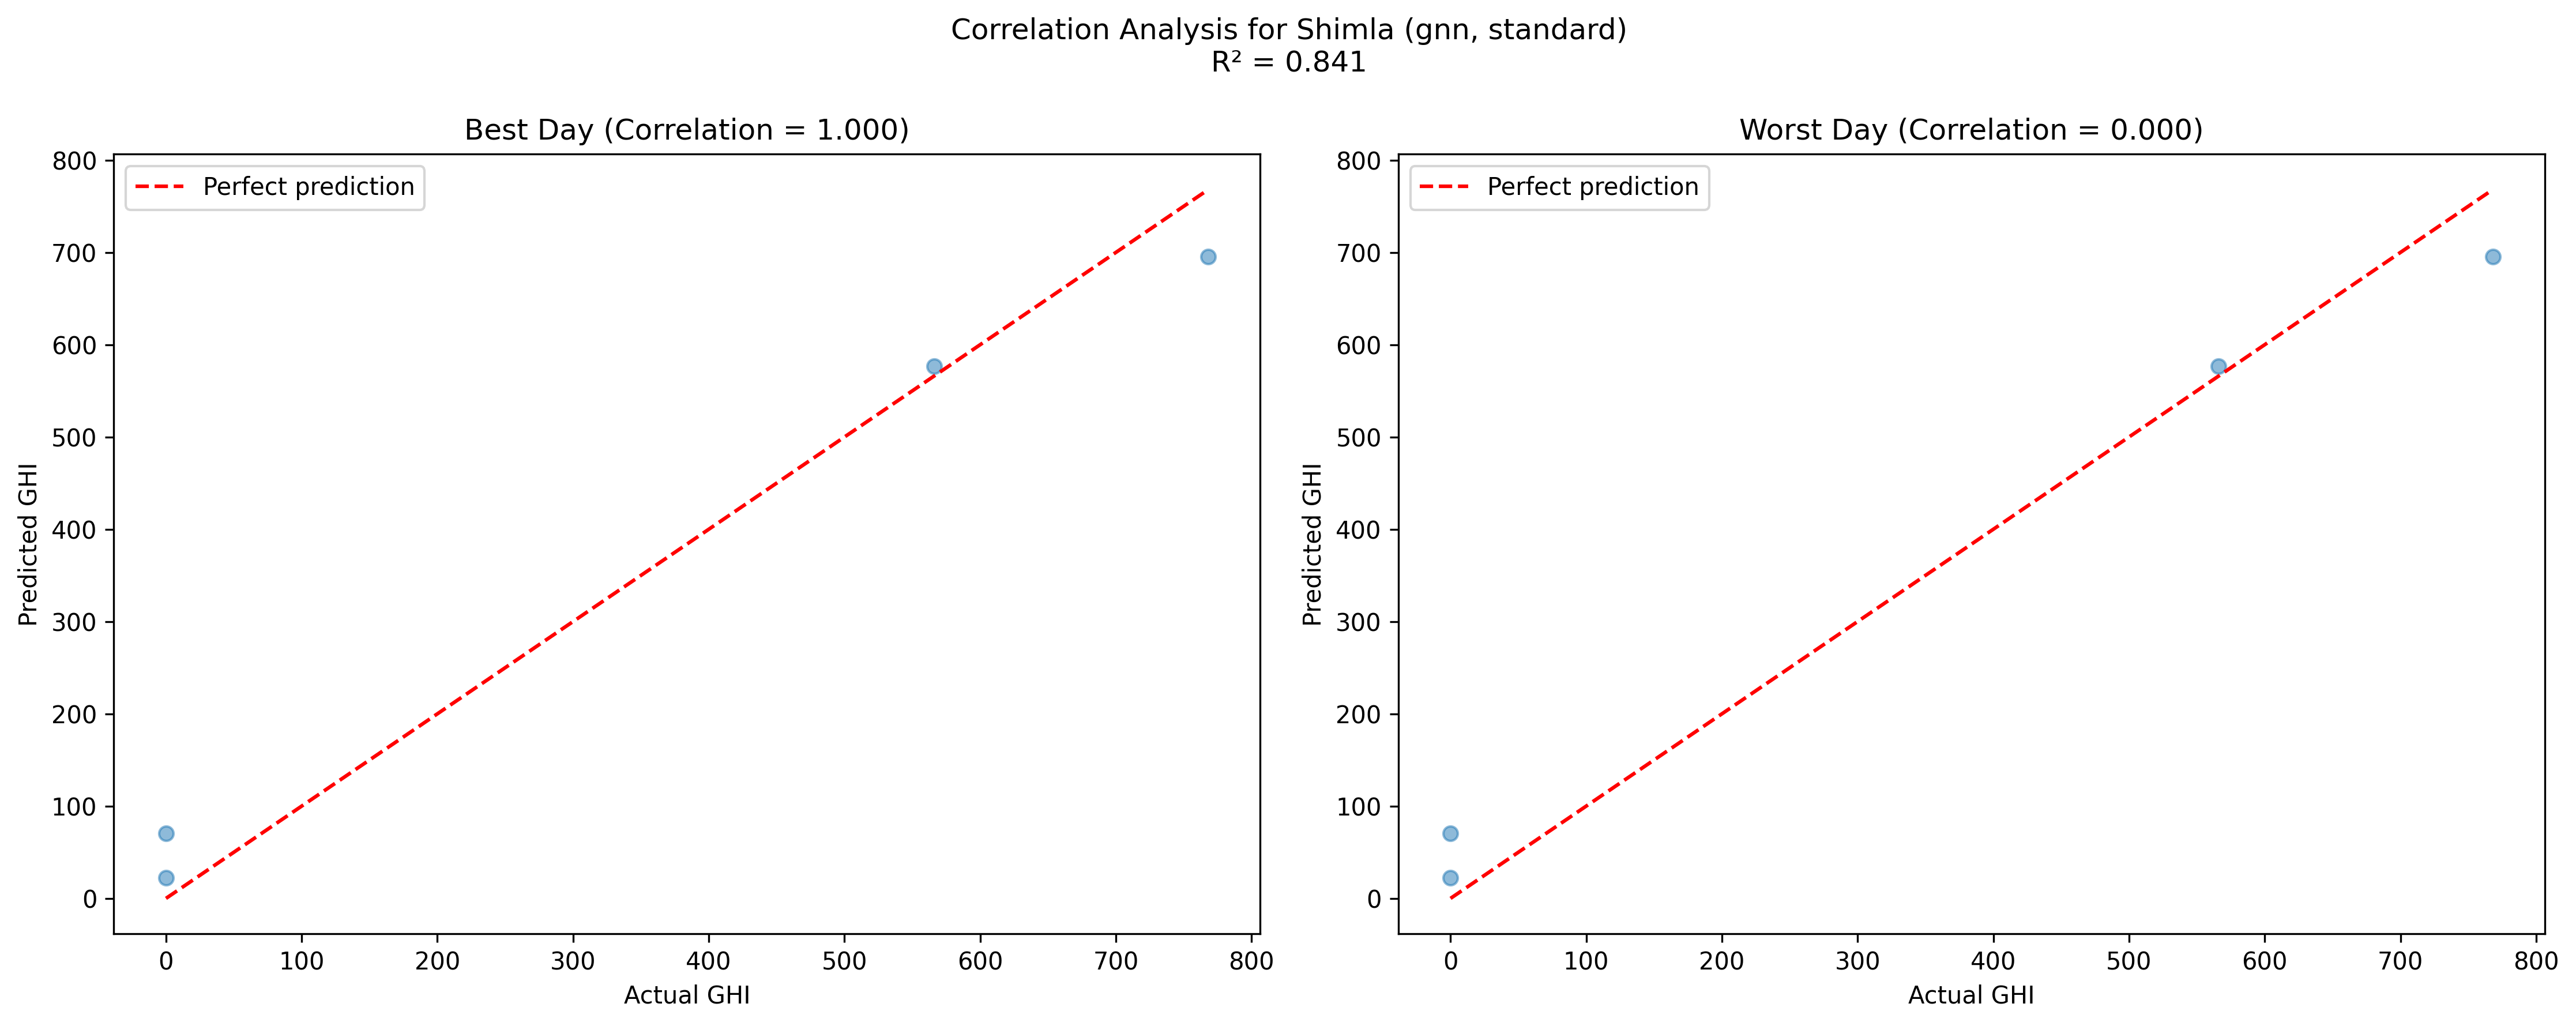 Correlation Analysis for Shimla (gnn, standard)
R² = 0.841
Best Day (Correlation = 1.000)
Perfect prediction
Predicted GHI
800
700
600
500
400
300
200
100
0
0 100 200 300 400 500 600 700 800
Actual GHI
Worst Day (Correlation = 0.000)
Perfect prediction
Predicted GHI
800
700
600
500
400
300
200
100
0
0 100 200 300 400 500 600 700 800
Actual GHI